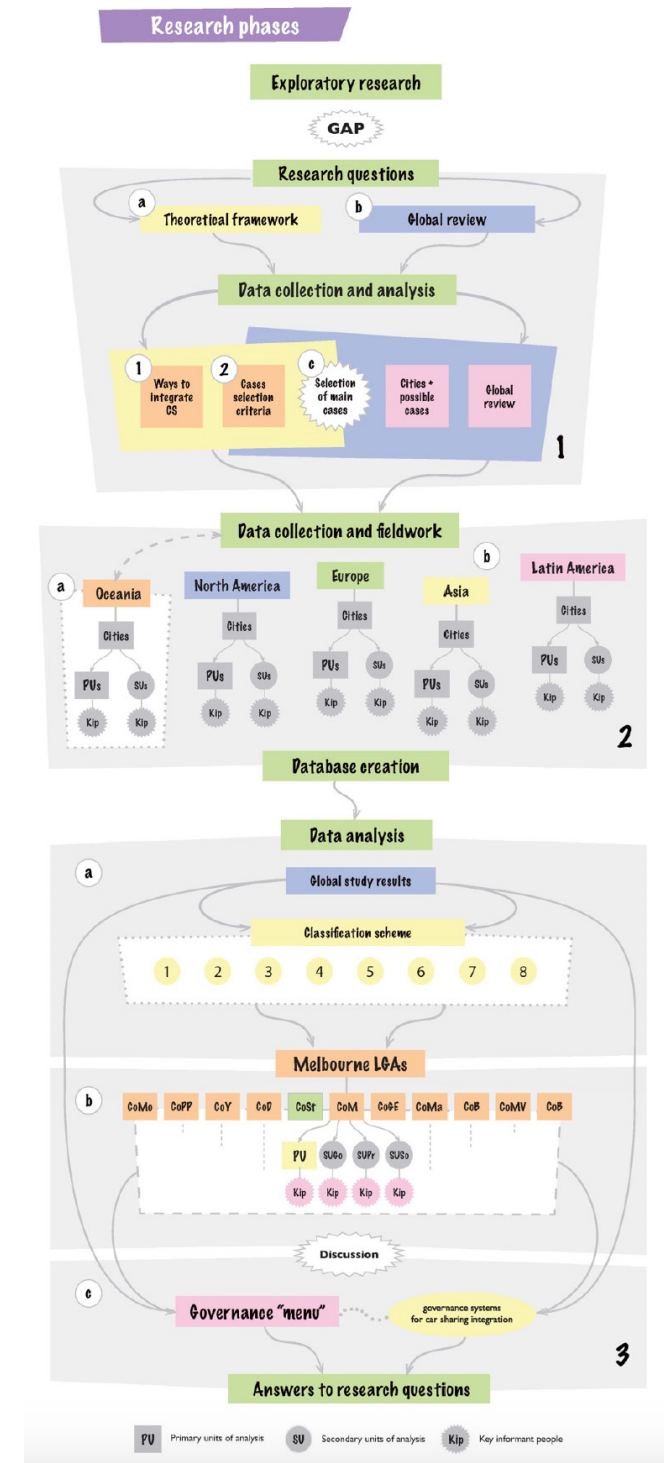 Research phases
Exploratory research
GAP
Research questions
a
Theoretical framework
b
Global review
Data collection and analysis
1
Ways to
integrate
CS
2
Cases
selection
criteria
c
Selection
of main
cases
Cities +
possible
cases
Global
review
1
Data collection and fieldwork
a
Oceania
Cities
PUs
SUs
Kip
Kip
North America
Cities
PUs
SUs
Kip
Kip
Europe
Cities
PUs
SUs
Kip
Kip
b
Asia
Cities
PUs
SUs
Kip
Kip
Latin America
Cities
PUs
SUs
Kip
Kip
2
Database creation
Data analysis
a
Global study results
Classification scheme
1 2 3 4 5 6 7 8
Melbourne LGAs
b
CoMo CoPP CoY CoD CoSt CoM CoGE CoMa CoB CoMV CoB
PU SUGo SUPr SUSo
Kip Kip Kip Kip
Discussion
c
Governance "menu"
governance systems
for car sharing integration
3
Answers to research questions
PU Primary units of analysis SU Secondary units of analysis Kip Key informant people